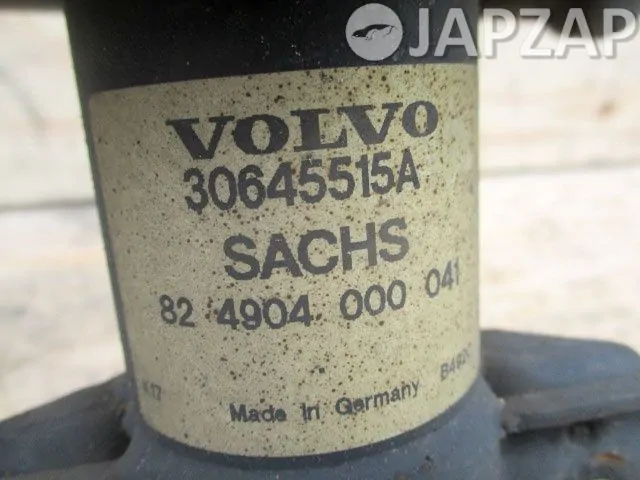 JAPZAP
VOLVO
30645515A
SACHS
82 4904 000 041
Made in Germany